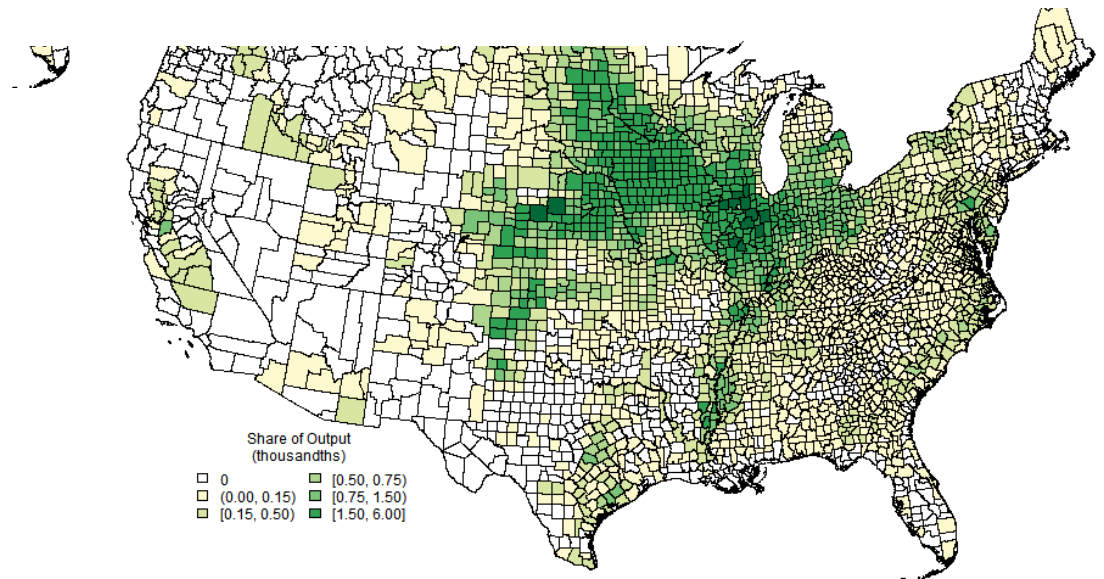 Share of Output
(thousandths)
0 [0.50, 0.75)
(0.00, 0.15) [0.75, 1.50)
[0.15, 0.50) [1.50, 6.00]